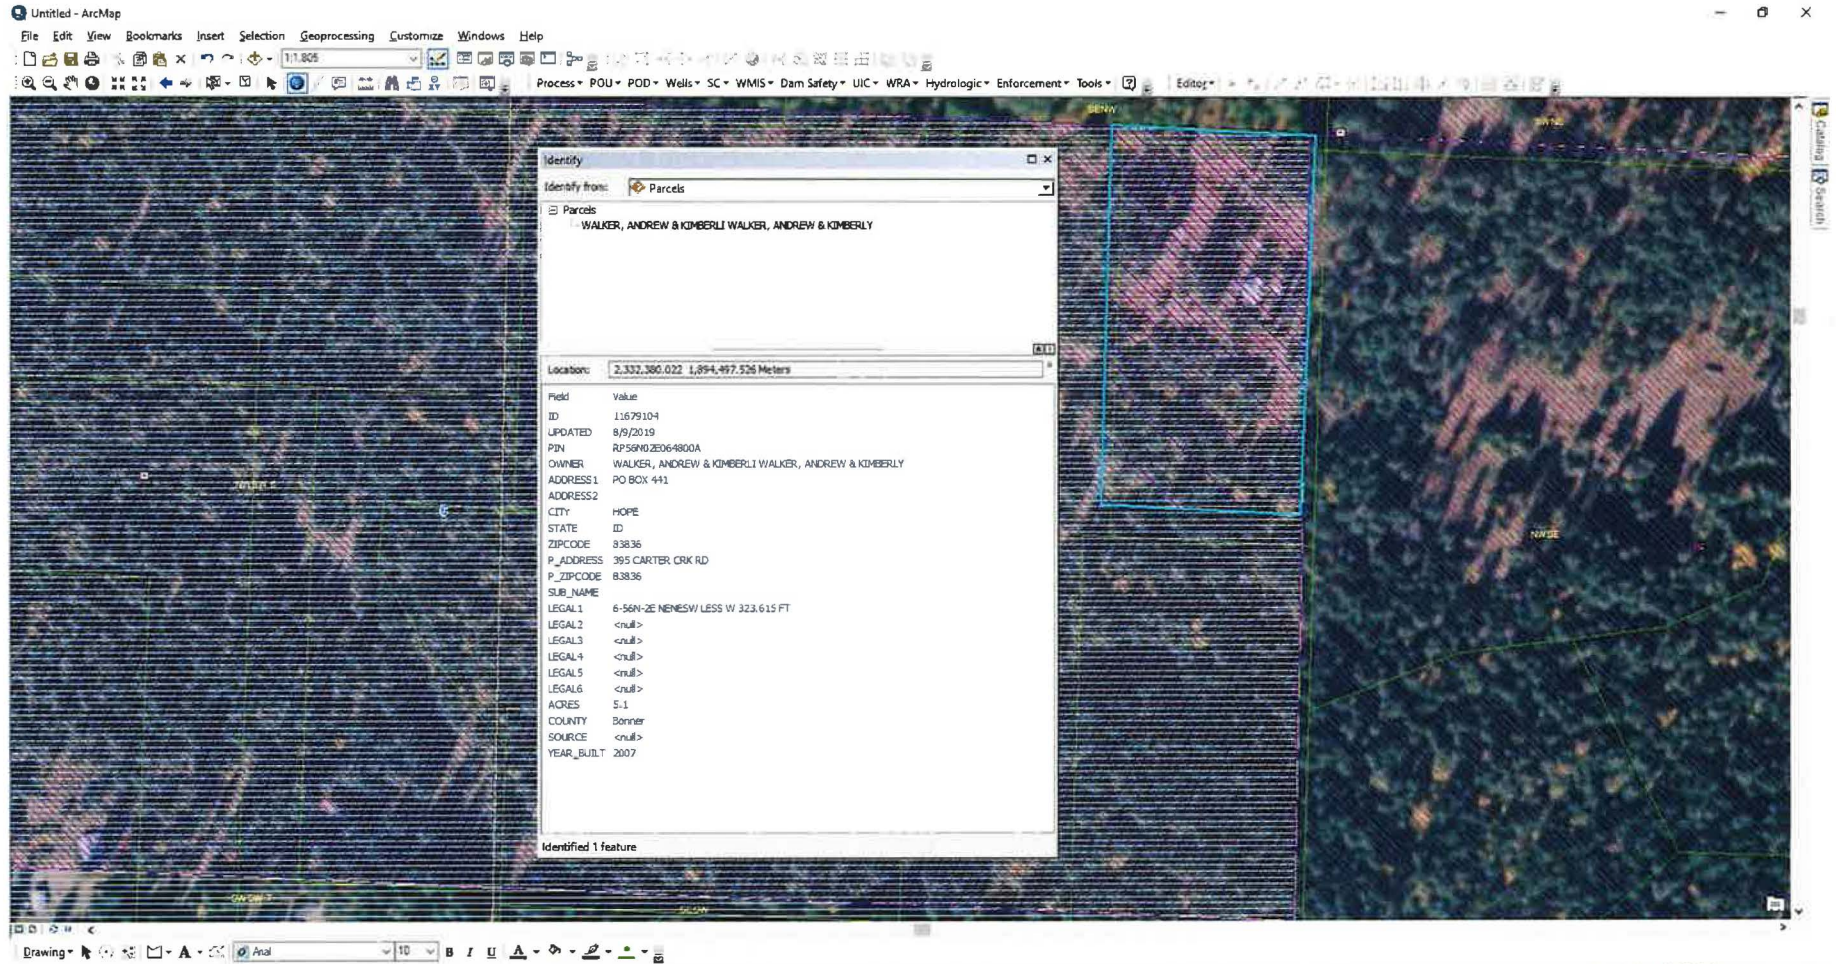 Untitled - ArcMap
File Edit View Bookmarks Insert Selection Geoprocessing Customize Windows Help
1:1,805
Process POU POD Wells SC WMIS Dam Safety UIC WRA Hydrologic Enforcement Tools
Editor
SENW
SWNE
Catalog
Search
Identify
Identify from: Parcels
Parcels
WALKER, ANDREW & KIMBERLI WALKER, ANDREW & KIMBERLY
Location: 2,332,380.022 1,894,497.526 Meters
Field Value
ID 11679104
UPDATED 8/9/2019
PIN RP56N02E064800A
OWNER WALKER, ANDREW & KIMBERLI WALKER, ANDREW & KIMBERLY
ADDRESS1 PO BOX 441
ADDRESS2
CITY HOPE
STATE ID
ZIPCODE 83836
P_ADDRESS 395 CARTER CRK RD
P_ZIPCODE 83836
SUB_NAME
LEGAL1 6-56N-2E NENESW LESS W 323.615 FT
LEGAL2 <null>
LEGAL3 <null>
LEGAL4 <null>
LEGAL5 <null>
LEGAL6 <null>
ACRES 5.1
COUNTY Bonner
SOURCE <null>
YEAR_BUILT 2007
NWSE
Identified 1 feature
SESW
Drawing Arial 10 B I U A